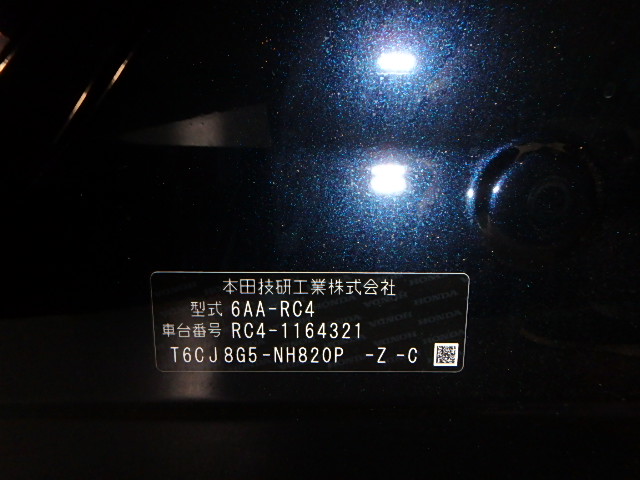 本田技研工業株式会社
型式 6AA-RC4
車台番号 RC4-1164321
T6CJ8G5-NH820P -Z-C